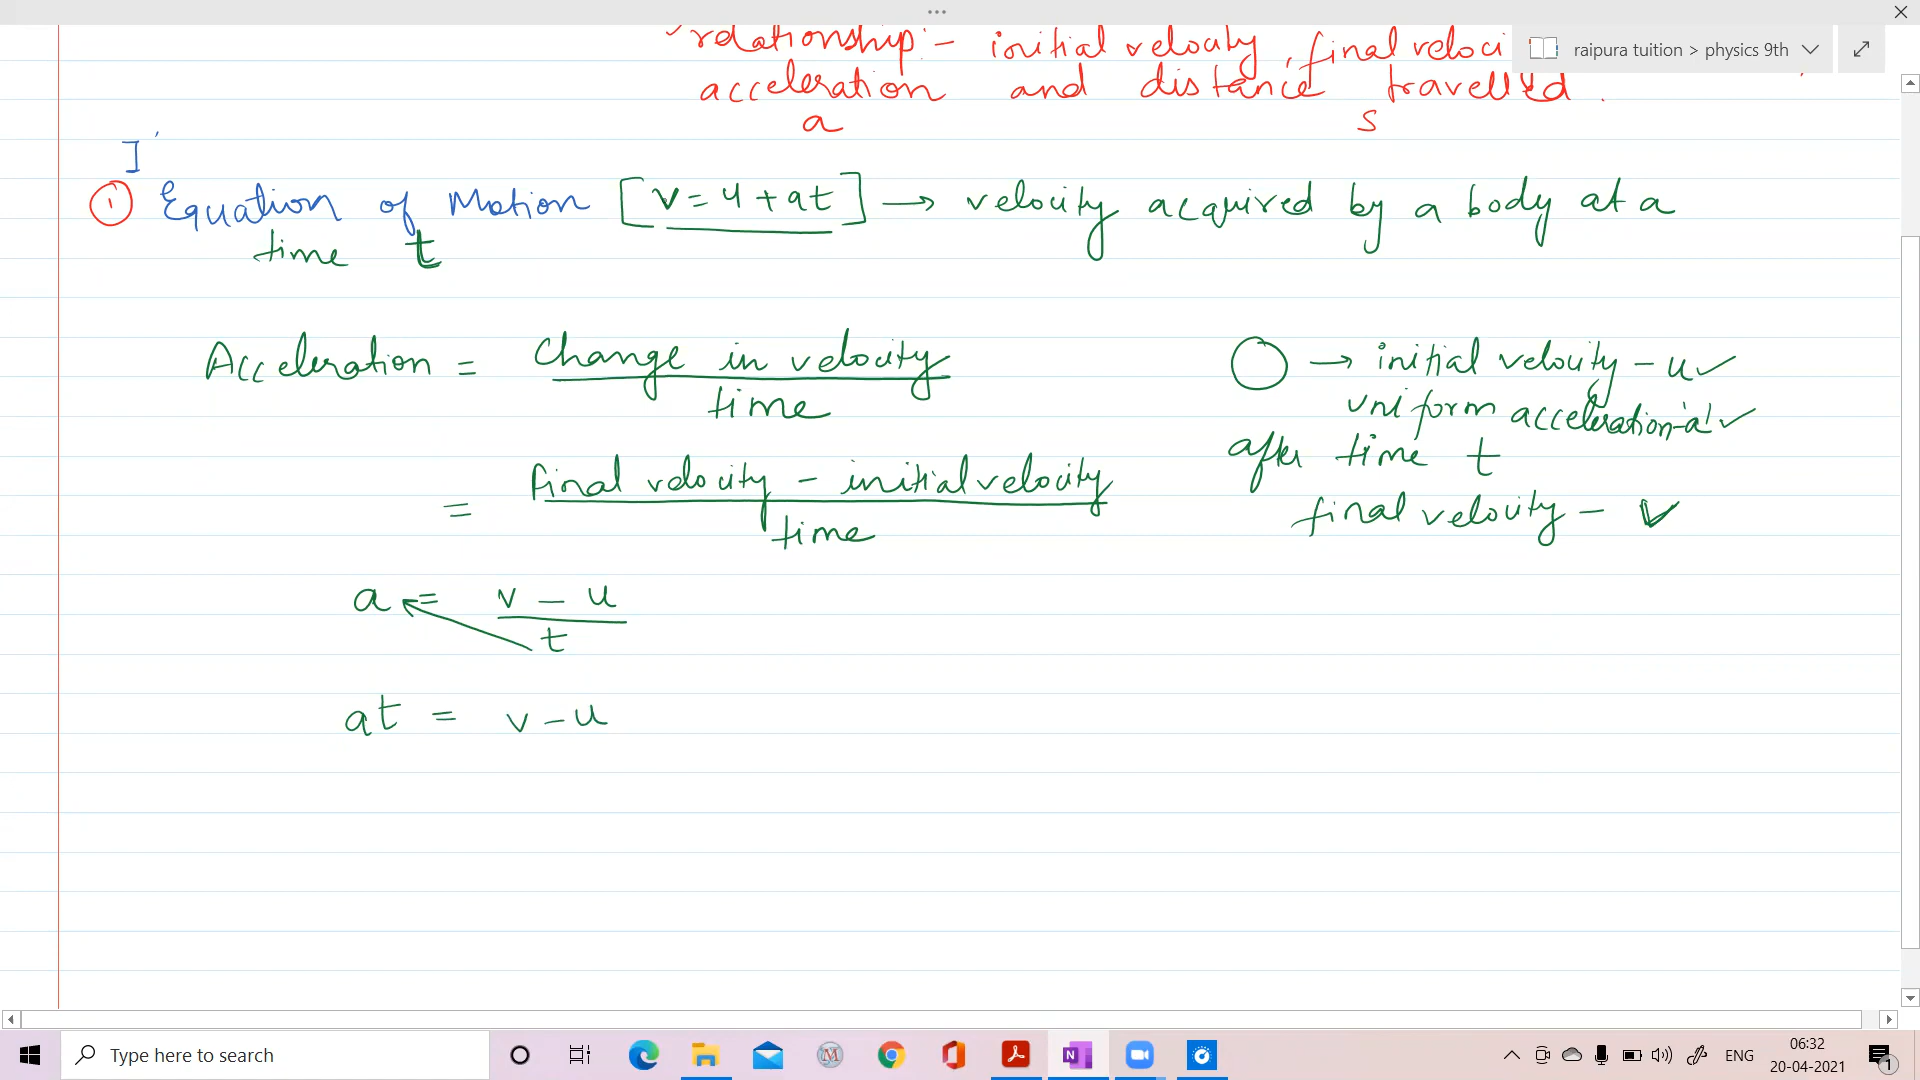 relationship:- initial velocity, final veloci
raipura tuition > physics 9th
acceleration and distance travelled.
a s
I
① Equation of Motion [v = u + at] → velocity acquired by a body at a
time t
Acceleration = Change in velocity
time
→ initial velocity - u ✓
uniform acceleration-'a' ✓
after time t
final velocity - v
= final velocity - initial velocity
time
a = v - u
t
at = v - u
Type here to search
ENG
06:32
20-04-2021
1